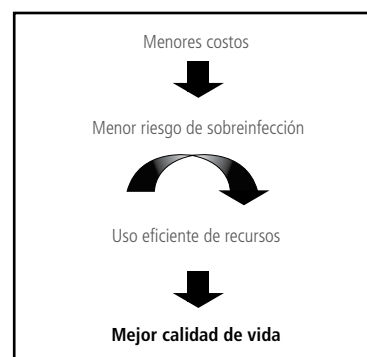 Menores costos
Menor riesgo de sobreinfección
Uso eficiente de recursos
Mejor calidad de vida